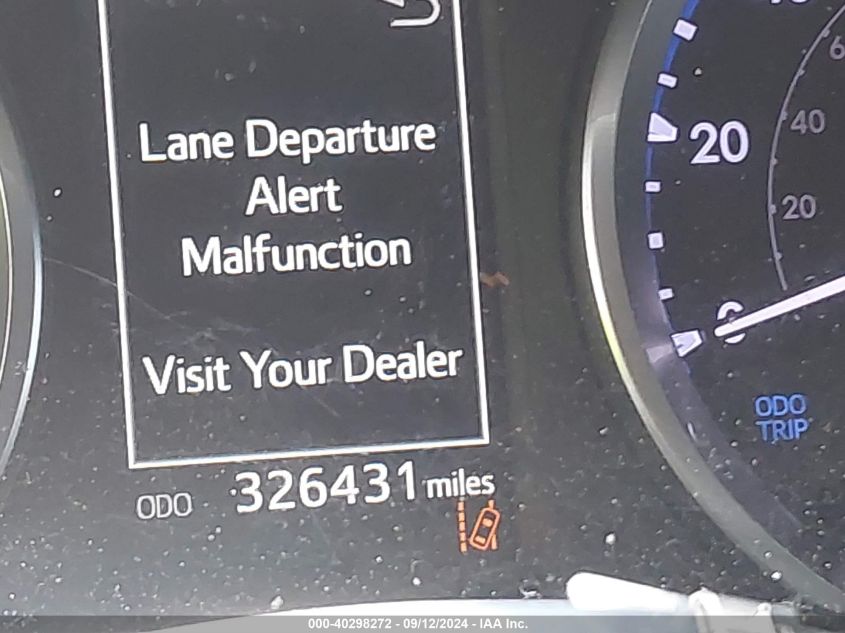 Lane Departure
Alert
Malfunction
Visit Your Dealer
ODO 326431 miles
20
0
40
20
ODO
TRIP
000-40298272 - 09/12/2024 - IAA Inc.